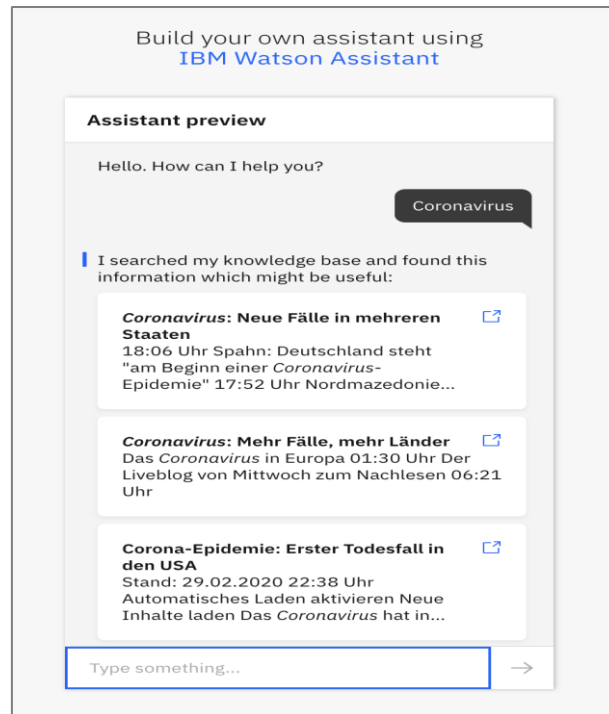 Build your own assistant using
IBM Watson Assistant
Assistant preview
Hello. How can I help you?
Coronavirus
I searched my knowledge base and found this
information which might be useful:
Coronavirus: Neue Fälle in mehreren
Staaten
18:06 Uhr Spahn: Deutschland steht
"am Beginn einer Coronavirus-
Epidemie" 17:52 Uhr Nordmazedonie...
Coronavirus: Mehr Fälle, mehr Länder
Das Coronavirus in Europa 01:30 Uhr Der
Liveblog von Mittwoch zum Nachlesen 06:21
Uhr
Corona-Epidemie: Erster Todesfall in
den USA
Stand: 29.02.2020 22:38 Uhr
Automatisches Laden aktivieren Neue
Inhalte laden Das Coronavirus hat in...
Type something...